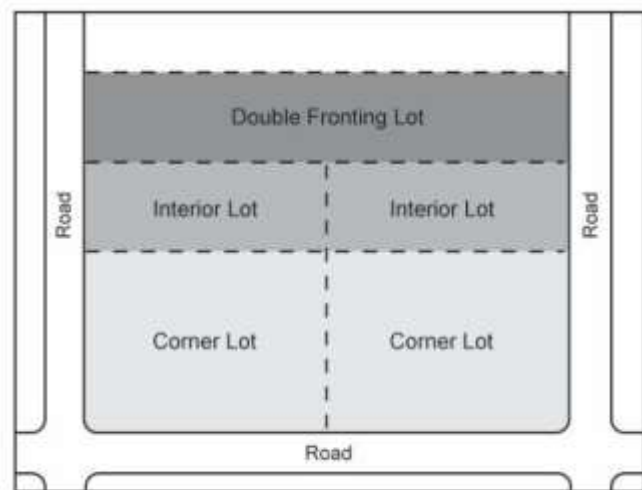 Double Fronting Lot
Road
Interior Lot
Interior Lot
Road
Corner Lot
Corner Lot
Road